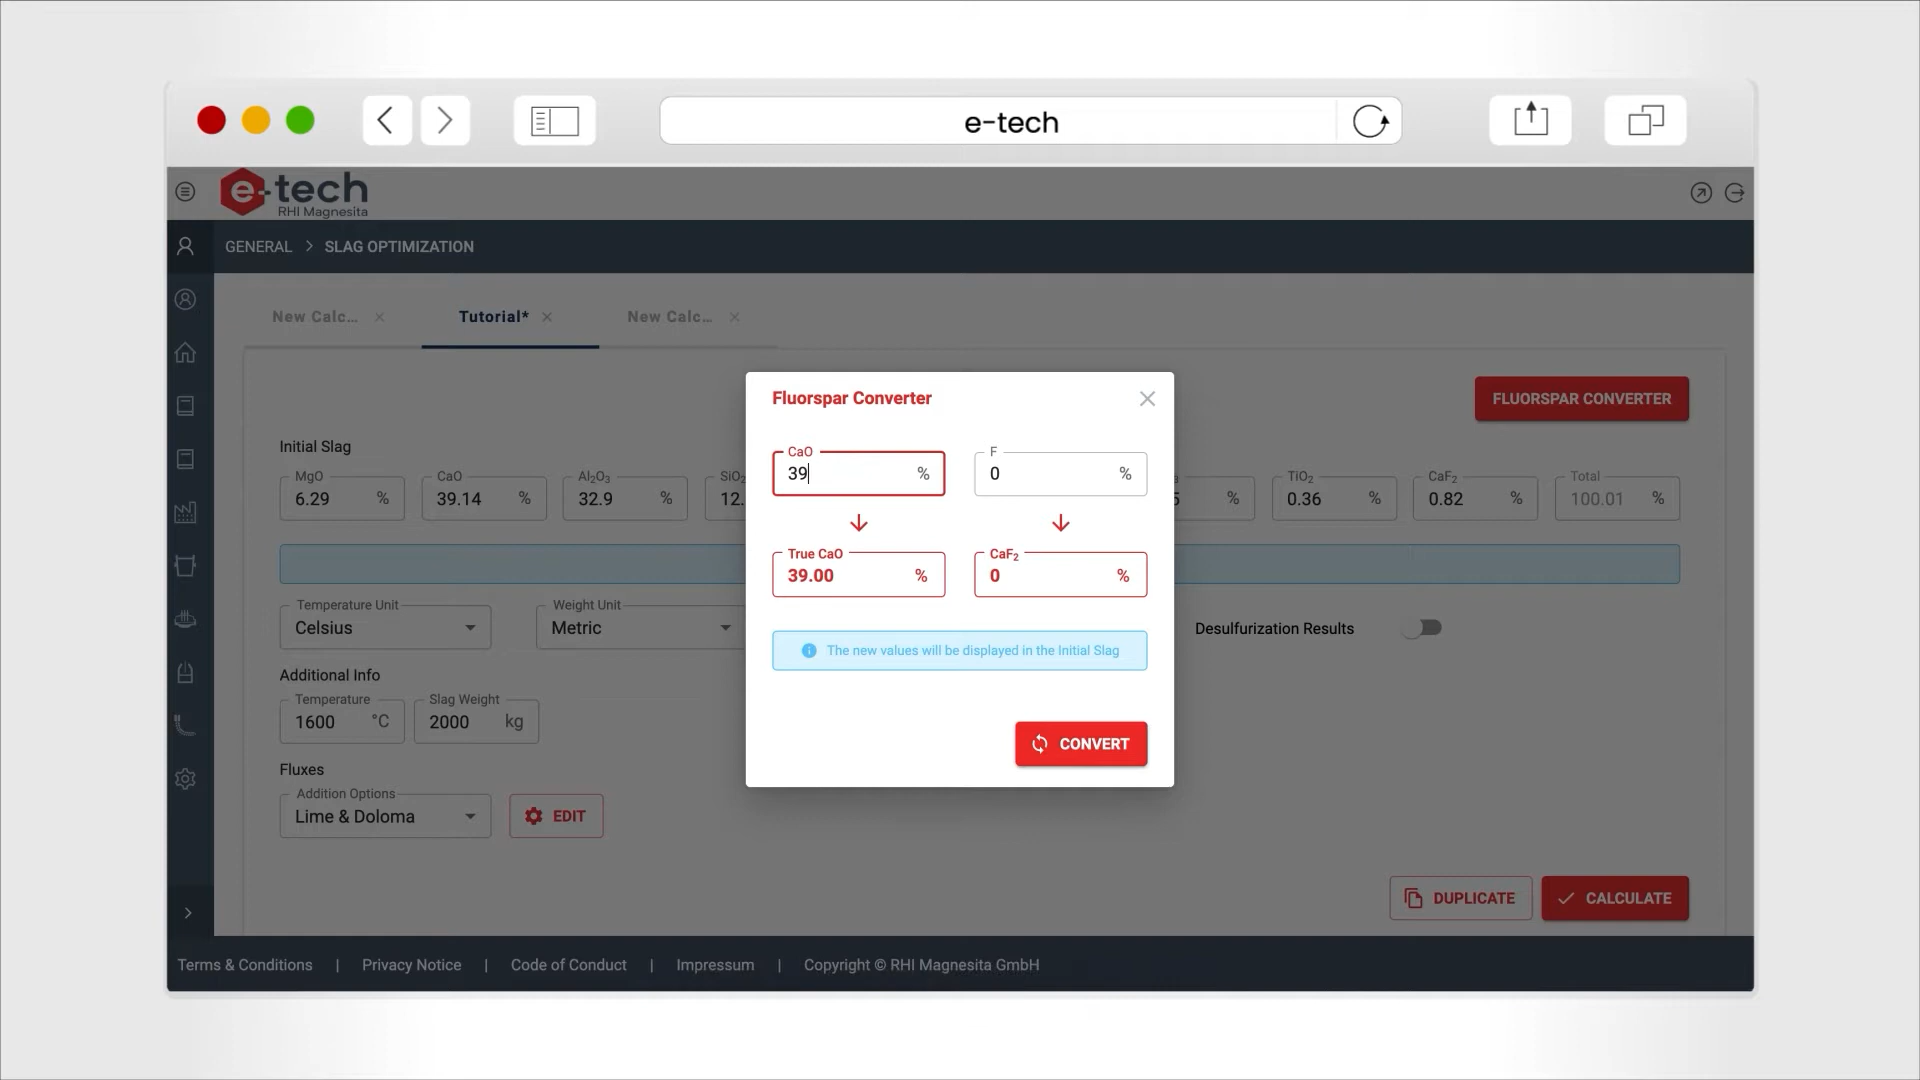 e-tech
e-tech
RHI Magnesita
GENERAL > SLAG OPTIMIZATION
New Calc... ×
Tutorial* ×
New Calc... ×
FLUORSPAR CONVERTER
Initial Slag
MgO
6.29 %
CaO
39.14 %
Al₂O₃
32.9 %
SiO₂
12.
%
TiO₂
0.36 %
CaF₂
0.82 %
Total
100.01 %
Fluorspar Converter
CaO
39 %
F
0 %
True CaO
39.00 %
CaF₂
0 %
The new values will be displayed in the Initial Slag
CONVERT
Temperature Unit
Celsius
Weight Unit
Metric
Desulfurization Results
Additional Info
Temperature
1600 °C
Slag Weight
2000 kg
Fluxes
Addition Options
Lime & Doloma
EDIT
DUPLICATE
CALCULATE
Terms & Conditions | Privacy Notice | Code of Conduct | Impressum | Copyright © RHI Magnesita GmbH